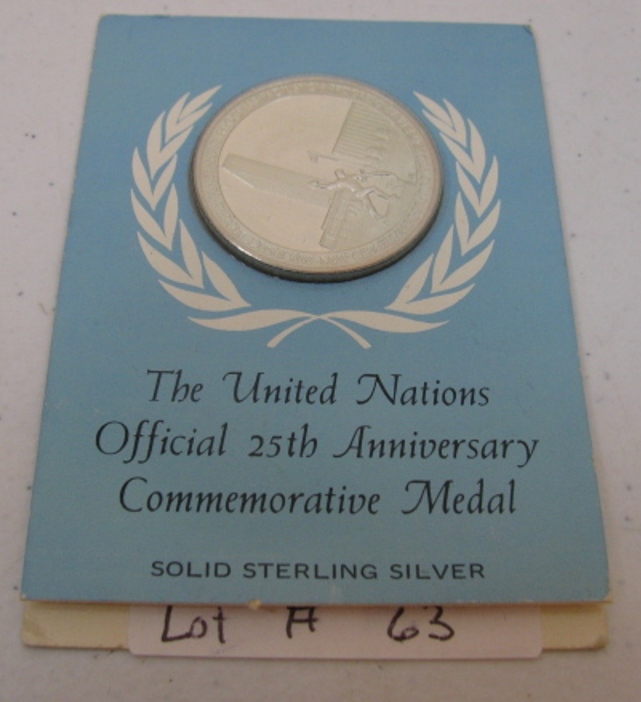 The United Nations
Official 25th Anniversary
Commemorative Medal
SOLID STERLING SILVER
Lot A 63